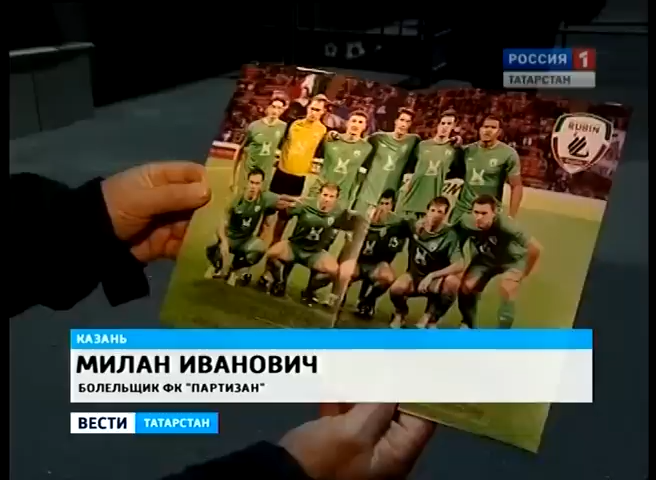 РОССИЯ 1
ТАТАРСТАН
RUBIN
КАЗАНЬ
МИЛАН ИВАНОВИЧ
БОЛЕЛЬЩИК ФК "ПАРТИЗАН"
ВЕСТИ ТАТАРСТАН